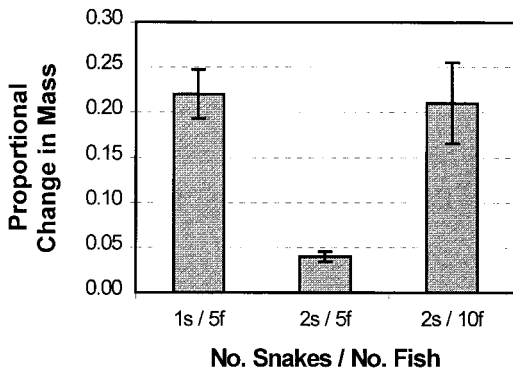 Proportional
Change in Mass
0.30
0.25
0.20
0.15
0.10
0.05
0.00
1s / 5f 2s / 5f 2s / 10f
No. Snakes / No. Fish